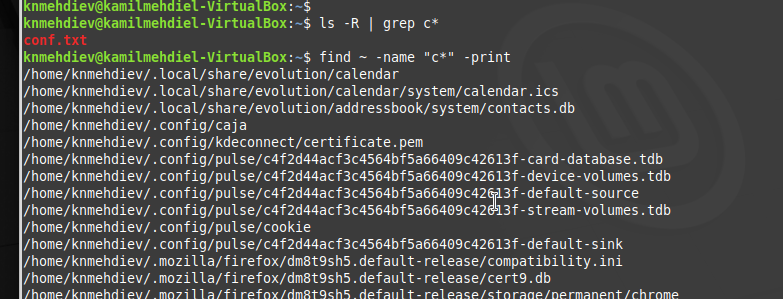 knmehdiev@kamilmehdiel-VirtualBox:~$
knmehdiev@kamilmehdiel-VirtualBox:~$ ls -R | grep c*
conf.txt
knmehdiev@kamilmehdiel-VirtualBox:~$ find ~ -name "c*" -print
/home/knmehdiev/.local/share/evolution/calendar
/home/knmehdiev/.local/share/evolution/calendar/system/calendar.ics
/home/knmehdiev/.local/share/evolution/addressbook/system/contacts.db
/home/knmehdiev/.config/caja
/home/knmehdiev/.config/kdeconnect/certificate.pem
/home/knmehdiev/.config/pulse/c4f2d44acf3c4564bf5a66409c42613f-card-database.tdb
/home/knmehdiev/.config/pulse/c4f2d44acf3c4564bf5a66409c42613f-device-volumes.tdb
/home/knmehdiev/.config/pulse/c4f2d44acf3c4564bf5a66409c42613f-default-source
/home/knmehdiev/.config/pulse/c4f2d44acf3c4564bf5a66409c42613f-stream-volumes.tdb
/home/knmehdiev/.config/pulse/cookie
/home/knmehdiev/.config/pulse/c4f2d44acf3c4564bf5a66409c42613f-default-sink
/home/knmehdiev/.mozilla/firefox/dm8t9sh5.default-release/compatibility.ini
/home/knmehdiev/.mozilla/firefox/dm8t9sh5.default-release/cert9.db
/home/knmehdiev/.mozilla/firefox/dm8t9sh5.default-release/storage/permanent/chrome